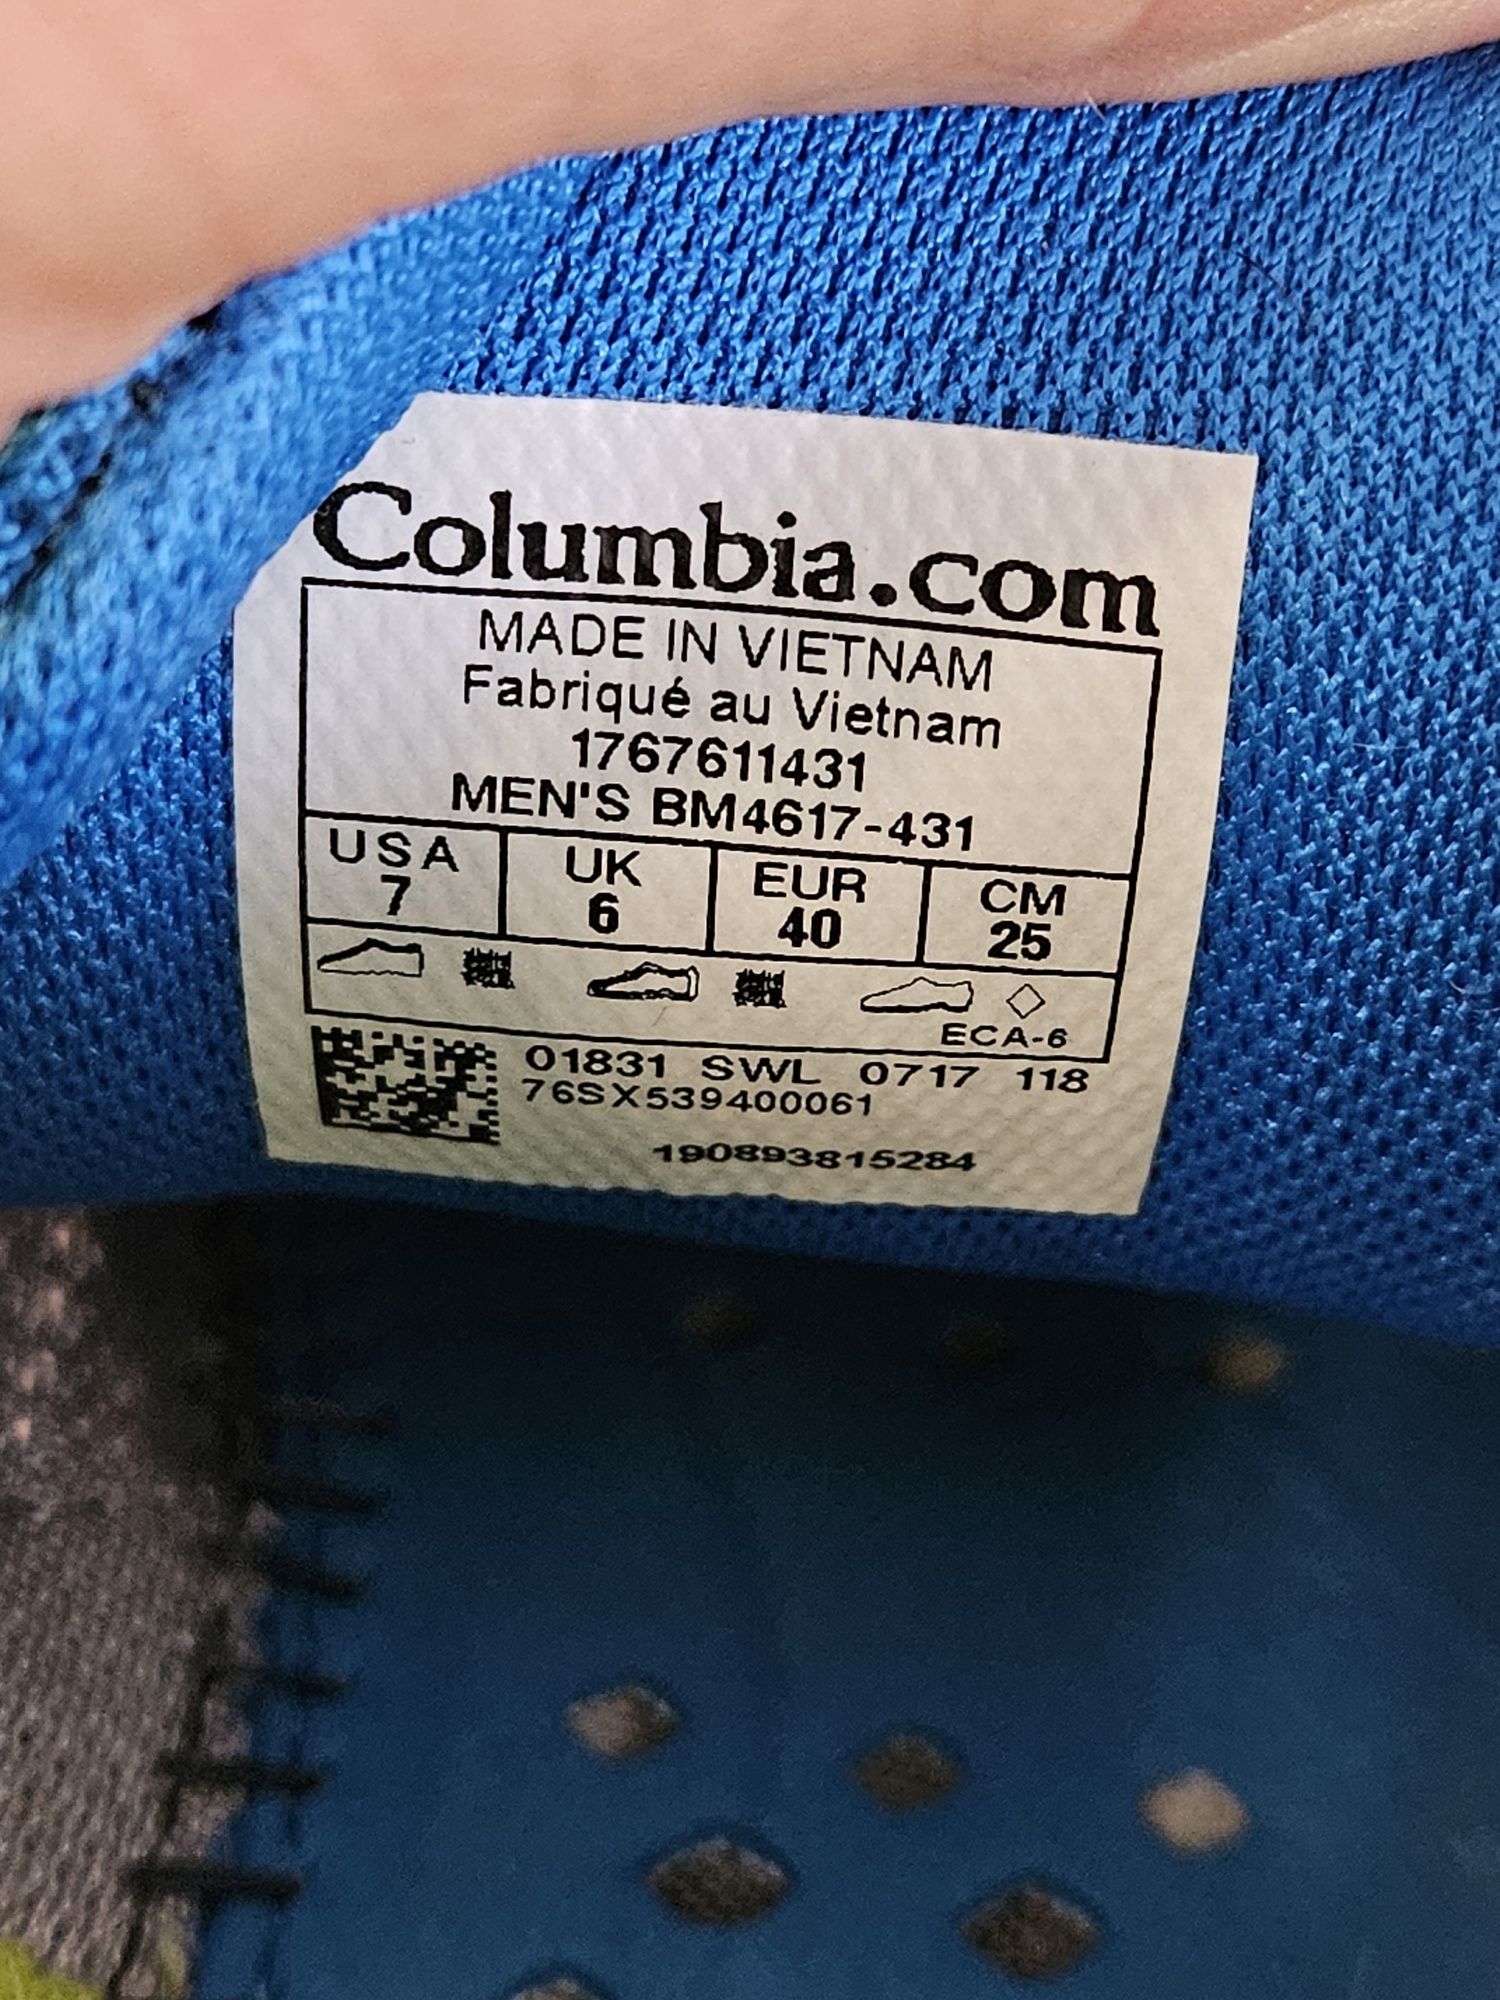 Columbia.com
MADE IN VIETNAM
Fabriqué au Vietnam
1767611431
MEN'S BM4617-431
USA UK EUR CM
7 6 40 25
ECA-6
01831 SWL 0717 118
76SX539400061
190893815284